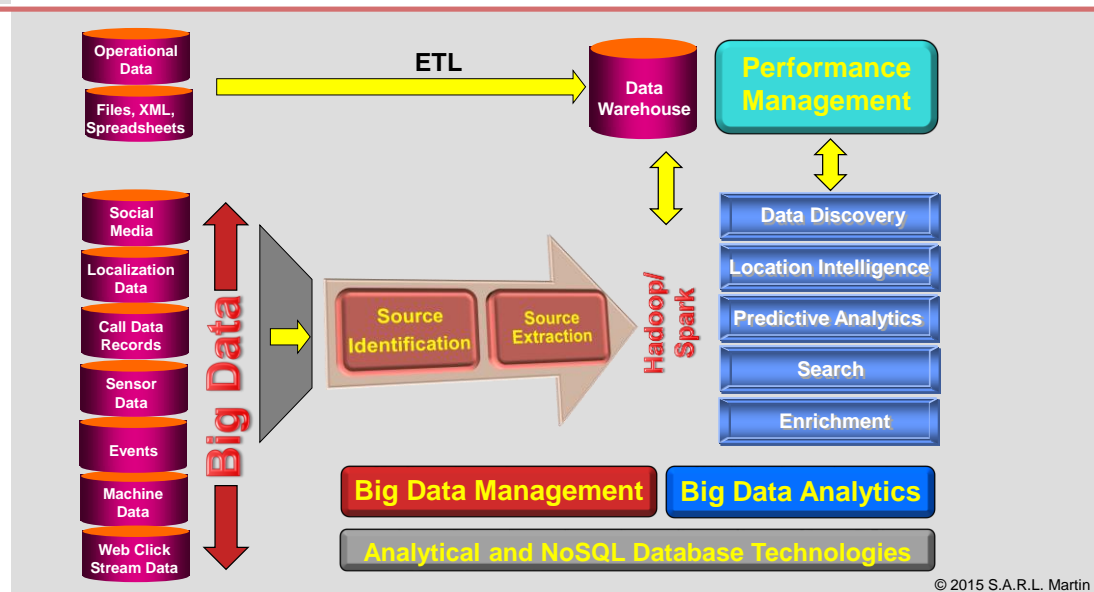 Operational
Data
Files, XML,
Spreadsheets
ETL
Data
Warehouse
Performance
Management
Social
Media
Localization
Data
Call Data
Records
Sensor
Data
Events
Machine
Data
Web Click
Stream Data
Big Data
Source
Identification
Source
Extraction
Hadoop/
Spark
Data Discovery
Location Intelligence
Predictive Analytics
Search
Enrichment
Big Data Management
Big Data Analytics
Analytical and NoSQL Database Technologies
© 2015 S.A.R.L. Martin